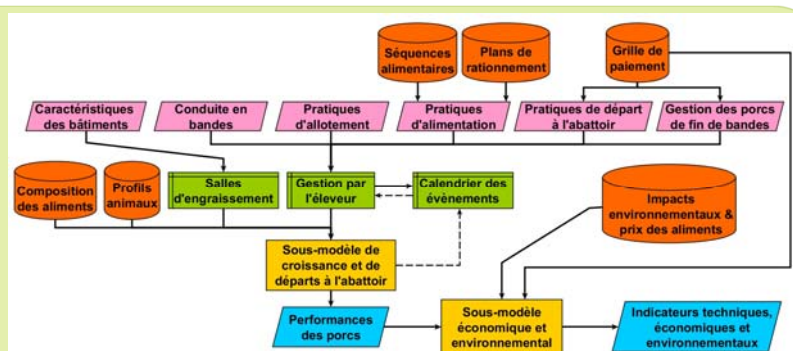 Séquences
alimentaires
Plans de
rationnement
Grille de
paiement
Caractéristiques
des bâtiments
Conduite en
bandes
Pratiques
d'allotement
Pratiques
d'alimentation
Pratiques de départ
à l'abattoir
Gestion des porcs
de fin de bandes
Composition
des aliments
Profils
animaux
Salles
d'engraissement
Gestion par
l'éleveur
Calendrier des
évènements
Impacts
environnementaux &
prix des aliments
Sous-modèle de
croissance et de
départs à l'abattoir
Performances
des porcs
Sous-modèle
économique et
environnemental
Indicateurs techniques,
économiques et
environnementaux